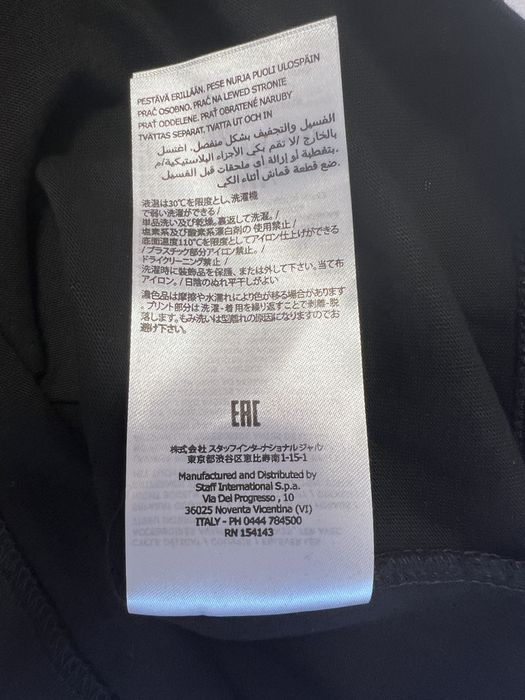 PESTÄVÄ ERILLÄÄN. PESE NURJA PUOLI ULOSPÄIN
PRAĆ OSOBNO. PRAĆ NA LEWEJ STRONIE
PRAŤ ODDELENE. PRAŤ OBRATENÉ NARUBY
TVÄTTAS SEPARAT. TVÄTTA UT OCH IN
الغسيل والتجفيف بشكل منفصل. اغتسل
بالخارج /لا تقم بكي الأجزاء البلاستيكية/م
بتغطية أو إزالة أي ملحقات قبل الغسيل.
ضع قطعة قماش أثناء الكي.
液温は30℃を限度とし、洗濯機
で弱い洗濯ができる /
単品洗い及び乾燥。裏返して洗濯。/
塩素系及び酸素系漂白剤の 使用禁止 /
底面温度110℃を限度としてアイロン仕上げができる
/ プラスチック部分アイロン禁止。/
ドライクリーニング禁止 /
洗濯時に装飾品を保護、または外して下さい。当て布
アイロン。/ 日陰のぬれ平干しがよい
濃色品は摩擦や水濡れにより色が移る場合があります
。プリント部分は 洗濯・着用を繰り返すことで剥離・脱
落します。もみ洗いは型離れの原因になりますのでお
避け下さい。
EAC
株式会社 スタッフインターナショナル ジャパン
東京都渋谷区恵比寿南1-15-1
Manufactured and Distributed by
Staff International S.p.a.
Via Del Progresso , 10
36025 Noventa Vicentina (VI)
ITALY - PH 0444 784500
RN 154143